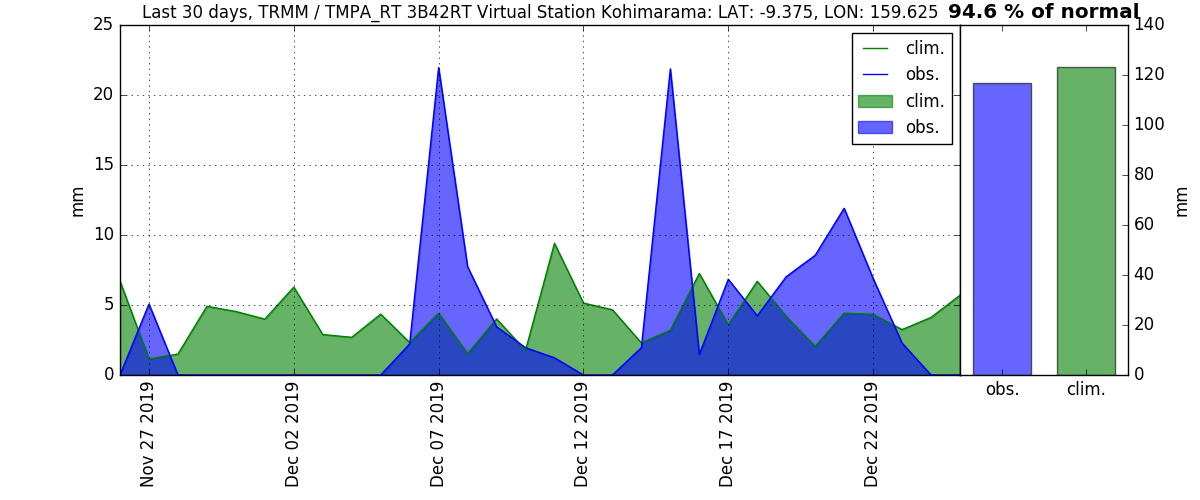 Last 30 days, TRMM / TMPA_RT 3B42RT Virtual Station Kohimarama: LAT: -9.375, LON: 159.625 94.6 % of normal
25
20
15
10
5
0
mm
clim.
obs.
clim.
obs.
Nov 27 2019
Dec 02 2019
Dec 07 2019
Dec 12 2019
Dec 17 2019
Dec 22 2019
140
120
100
80
60
40
20
0
mm
obs.
clim.